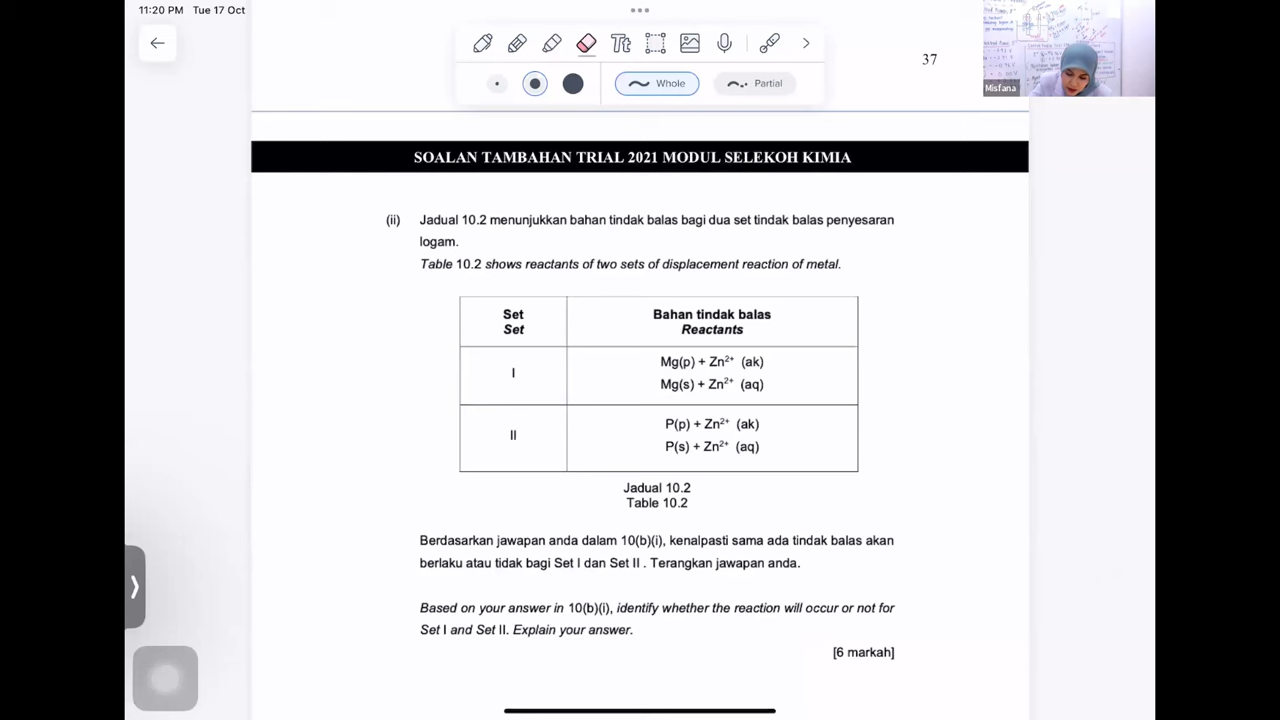 11:20 PM Tue 17 Oct
Tt
37
Whole
Partial
Misfana
SOALAN TAMBAHAN TRIAL 2021 MODUL SELEKOH KIMIA
(ii) Jadual 10.2 menunjukkan bahan tindak balas bagi dua set tindak balas penyesaran
logam.
Table 10.2 shows reactants of two sets of displacement reaction of metal.
Set Bahan tindak balas
Set Reactants
I
Mg(p) + Zn²⁺ (ak)
Mg(s) + Zn²⁺ (aq)
II
P(p) + Zn²⁺ (ak)
P(s) + Zn²⁺ (aq)
Jadual 10.2
Table 10.2
Berdasarkan jawapan anda dalam 10(b)(i), kenalpasti sama ada tindak balas akan
berlaku atau tidak bagi Set I dan Set II . Terangkan jawapan anda.
Based on your answer in 10(b)(i), identify whether the reaction will occur or not for
Set I and Set II. Explain your answer.
[6 markah]